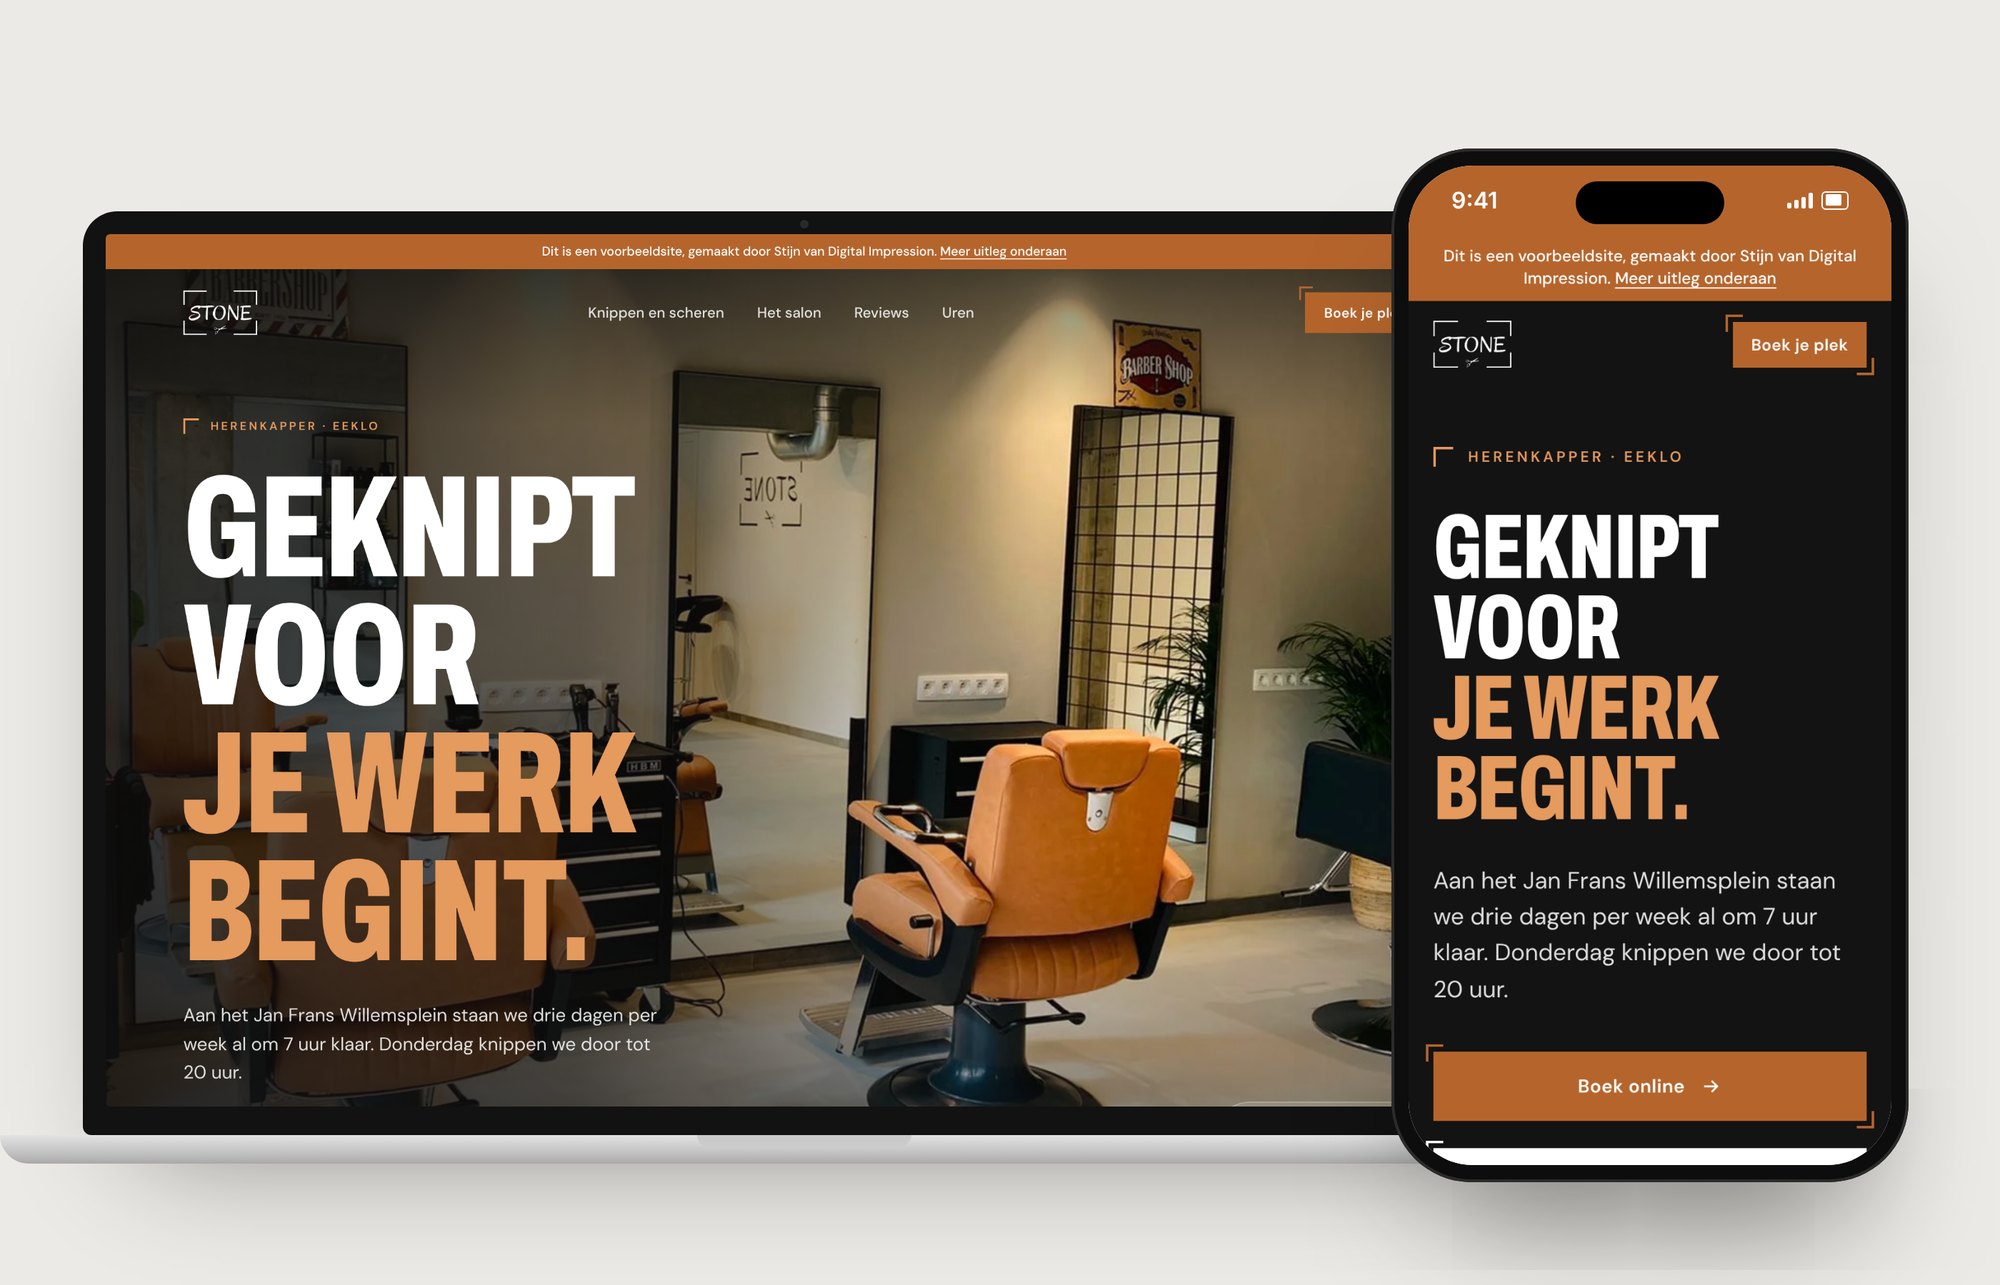 Dit is een voorbeeldsite, gemaakt door Stijn van Digital Impression. Meer uitleg onderaan
STONE
Knippen en scheren
Het salon
Reviews
Uren
Boek je
BARBER SHOP
HERENKAPPER · EEKLO
STONE
GEKNIPT
VOOR
JE WERK
BEGINT.
HBM
Aan het Jan Frans Willemsplein staan we drie dagen per
week al om 7 uur klaar. Donderdag knippen we door tot
20 uur.
9:41
Dit is een voorbeeldsite, gemaakt door Stijn van Digital
Impression. Meer uitleg onderaan
STONE
Boek je plek
HERENKAPPER · EEKLO
GEKNIPT
VOOR
JE WERK
BEGINT.
Aan het Jan Frans Willemsplein staan
we drie dagen per week al om 7 uur
klaar. Donderdag knippen we door tot
20 uur.
Boek online →